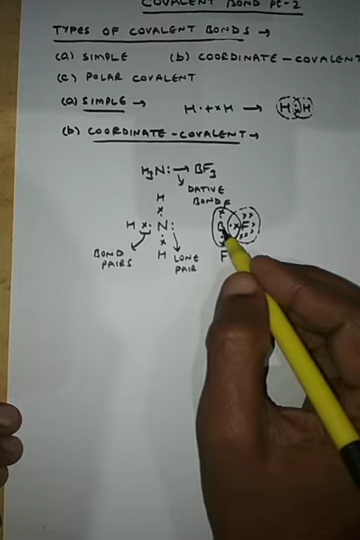 COVALENT BOND Pt-2
TYPES OF COVALENT BONDS →
(a) SIMPLE (b) COORDINATE-COVALENT
(c) POLAR COVALENT
(a) SIMPLE → H·+×H → H H
(b) COORDINATE-COVALENT →
H₃N: → BF₃
DATIVE
BOND
H
H N: F
BOND
PAIRS
H
LONE
PAIR
F